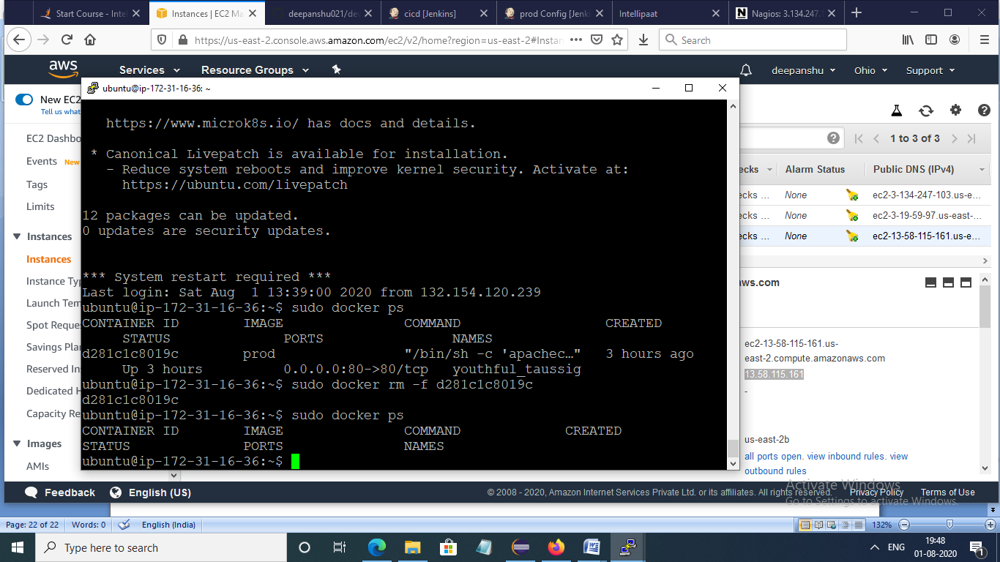 Start Course - Intel
Instances | EC2 Ma
deepanshu021/de
cicd [Jenkins]
prod Config [Jenk
Intellipaat
Nagios: 3.134.247.
https://us-east-2.console.aws.amazon.com/ec2/v2/home?region=us-east-2#Instan
Search
aws
Services
Resource Groups
deepanshu
Ohio
Support
ubuntu@ip-172-31-16-36: ~
New EC2
Tell us what
EC2 Dashbo
Events New
Tags
Limits
Instances
Instances
Instance Typ
Launch Tem
Spot Reque
Savings Plan
Reserved In
Dedicated H
Capacity Re
Images
AMIs
https://www.microk8s.io/ has docs and details.
* Canonical Livepatch is available for installation.
- Reduce system reboots and improve kernel security. Activate at:
https://ubuntu.com/livepatch
12 packages can be updated.
0 updates are security updates.
*** System restart required ***
Last login: Sat Aug  1 13:39:00 2020 from 132.154.120.239
ubuntu@ip-172-31-16-36:~$ sudo docker ps
CONTAINER ID        IMAGE               COMMAND                  CREATED
STATUS              PORTS                NAMES
d281c1c8019c        prod                "/bin/sh -c 'apachec…"   3 hours ago
Up 3 hours          0.0.0.0:80->80/tcp   youthful_taussig
ubuntu@ip-172-31-16-36:~$ sudo docker rm -f d281c1c8019c
d281c1c8019c
ubuntu@ip-172-31-16-36:~$ sudo docker ps
CONTAINER ID        IMAGE               COMMAND             CREATED
STATUS              PORTS               NAMES
ubuntu@ip-172-31-16-36:~$
1 to 3 of 3
ecks
Alarm Status
Public DNS (IPv4)
ecks ...
None
ec2-3-134-247-103.us-e...
ecks ...
None
ec2-3-19-59-97.us-east-...
ecks ...
None
ec2-13-58-115-161.us-e...
ws.com
ec2-13-58-115-161.us-
east-2.compute.amazonaws.com
13.58.115.161
-
us-east-2b
all ports open. view inbound rules. view
outbound rules
Activate Windows
Go to Settings to activate Windows.
Feedback
English (US)
© 2008 - 2020, Amazon Internet Services Private Ltd. or its affiliates. All rights reserved.
Privacy Policy
Terms of Use
Page: 22 of 22
Words: 0
English (India)
132%
Type here to search
ENG
19:48
01-08-2020
1